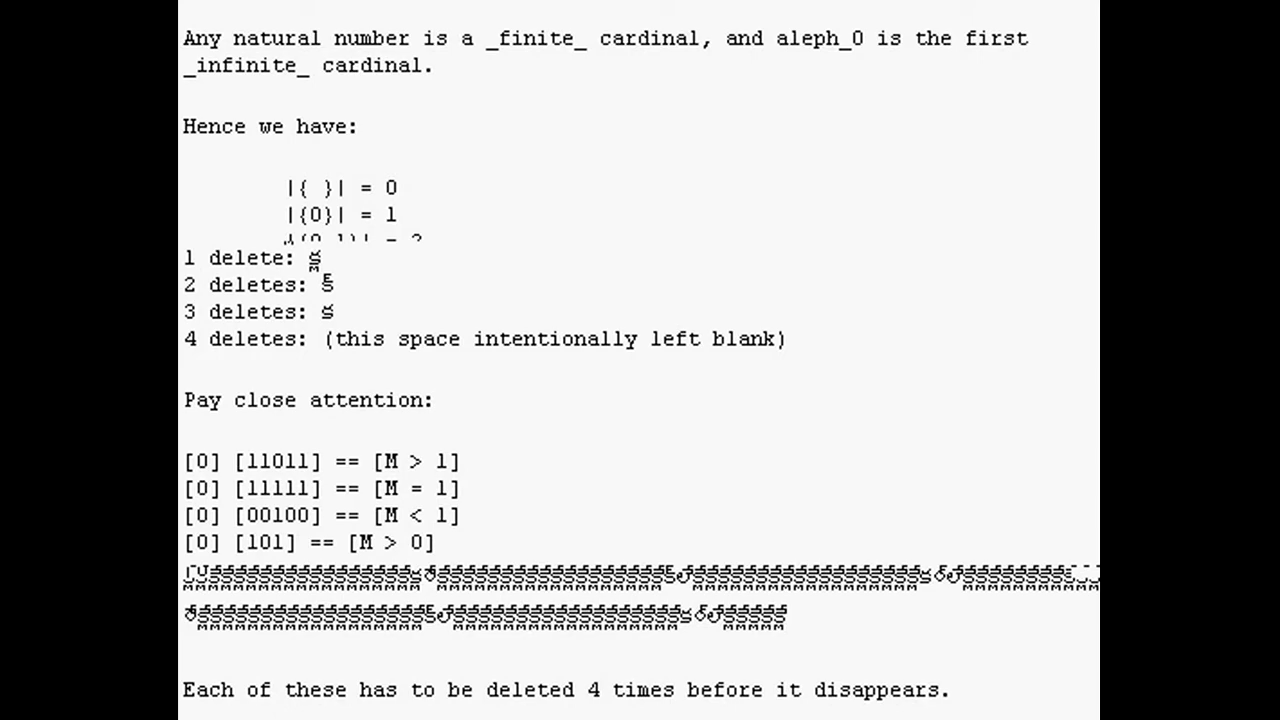 Any natural number is a _finite_ cardinal, and aleph_0 is the first
_infinite_ cardinal.
Hence we have:
|{ }| = 0
|{0}| = 1
1 delete:
2 deletes:
3 deletes:
4 deletes: (this space intentionally left blank)
Pay close attention:
[0] [11011] == [M > 1]
[0] [11111] == [M = 1]
[0] [00100] == [M < 1]
[0] [101] == [M > 0]
Each of these has to be deleted 4 times before it disappears.